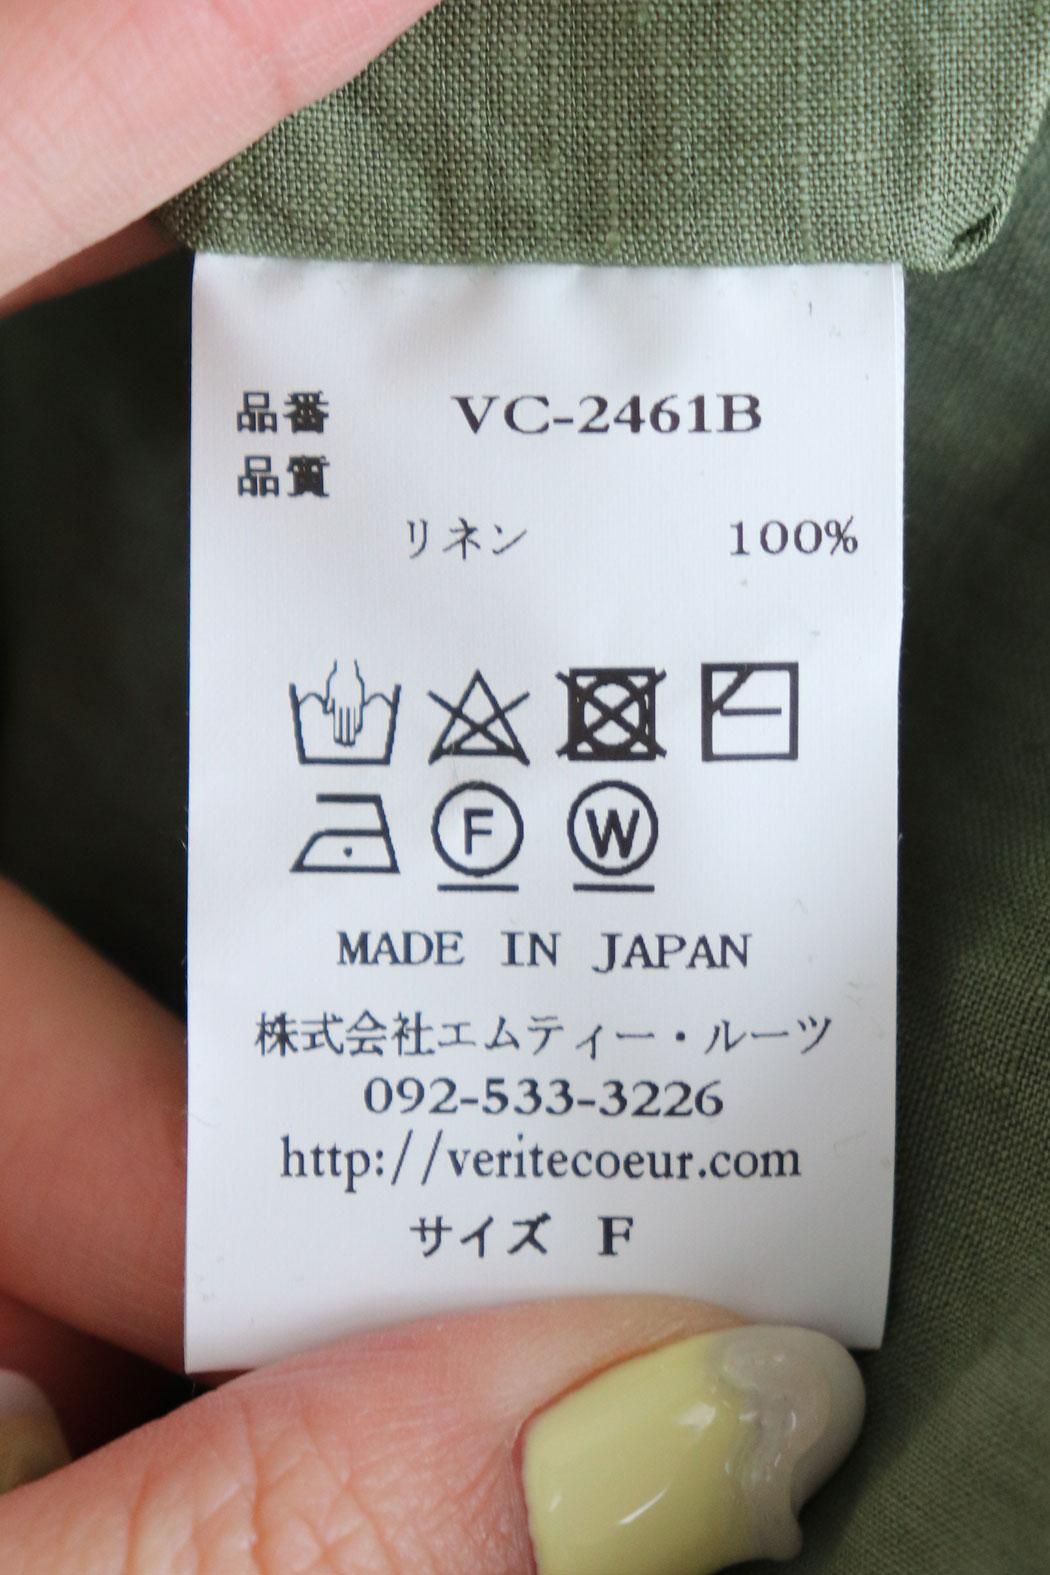 品番 VC-2461B
品質
リネン 100%
F W
MADE IN JAPAN
株式会社エムティー・ルーツ
092-533-3226
http://veritecoeur.com
サイズ F